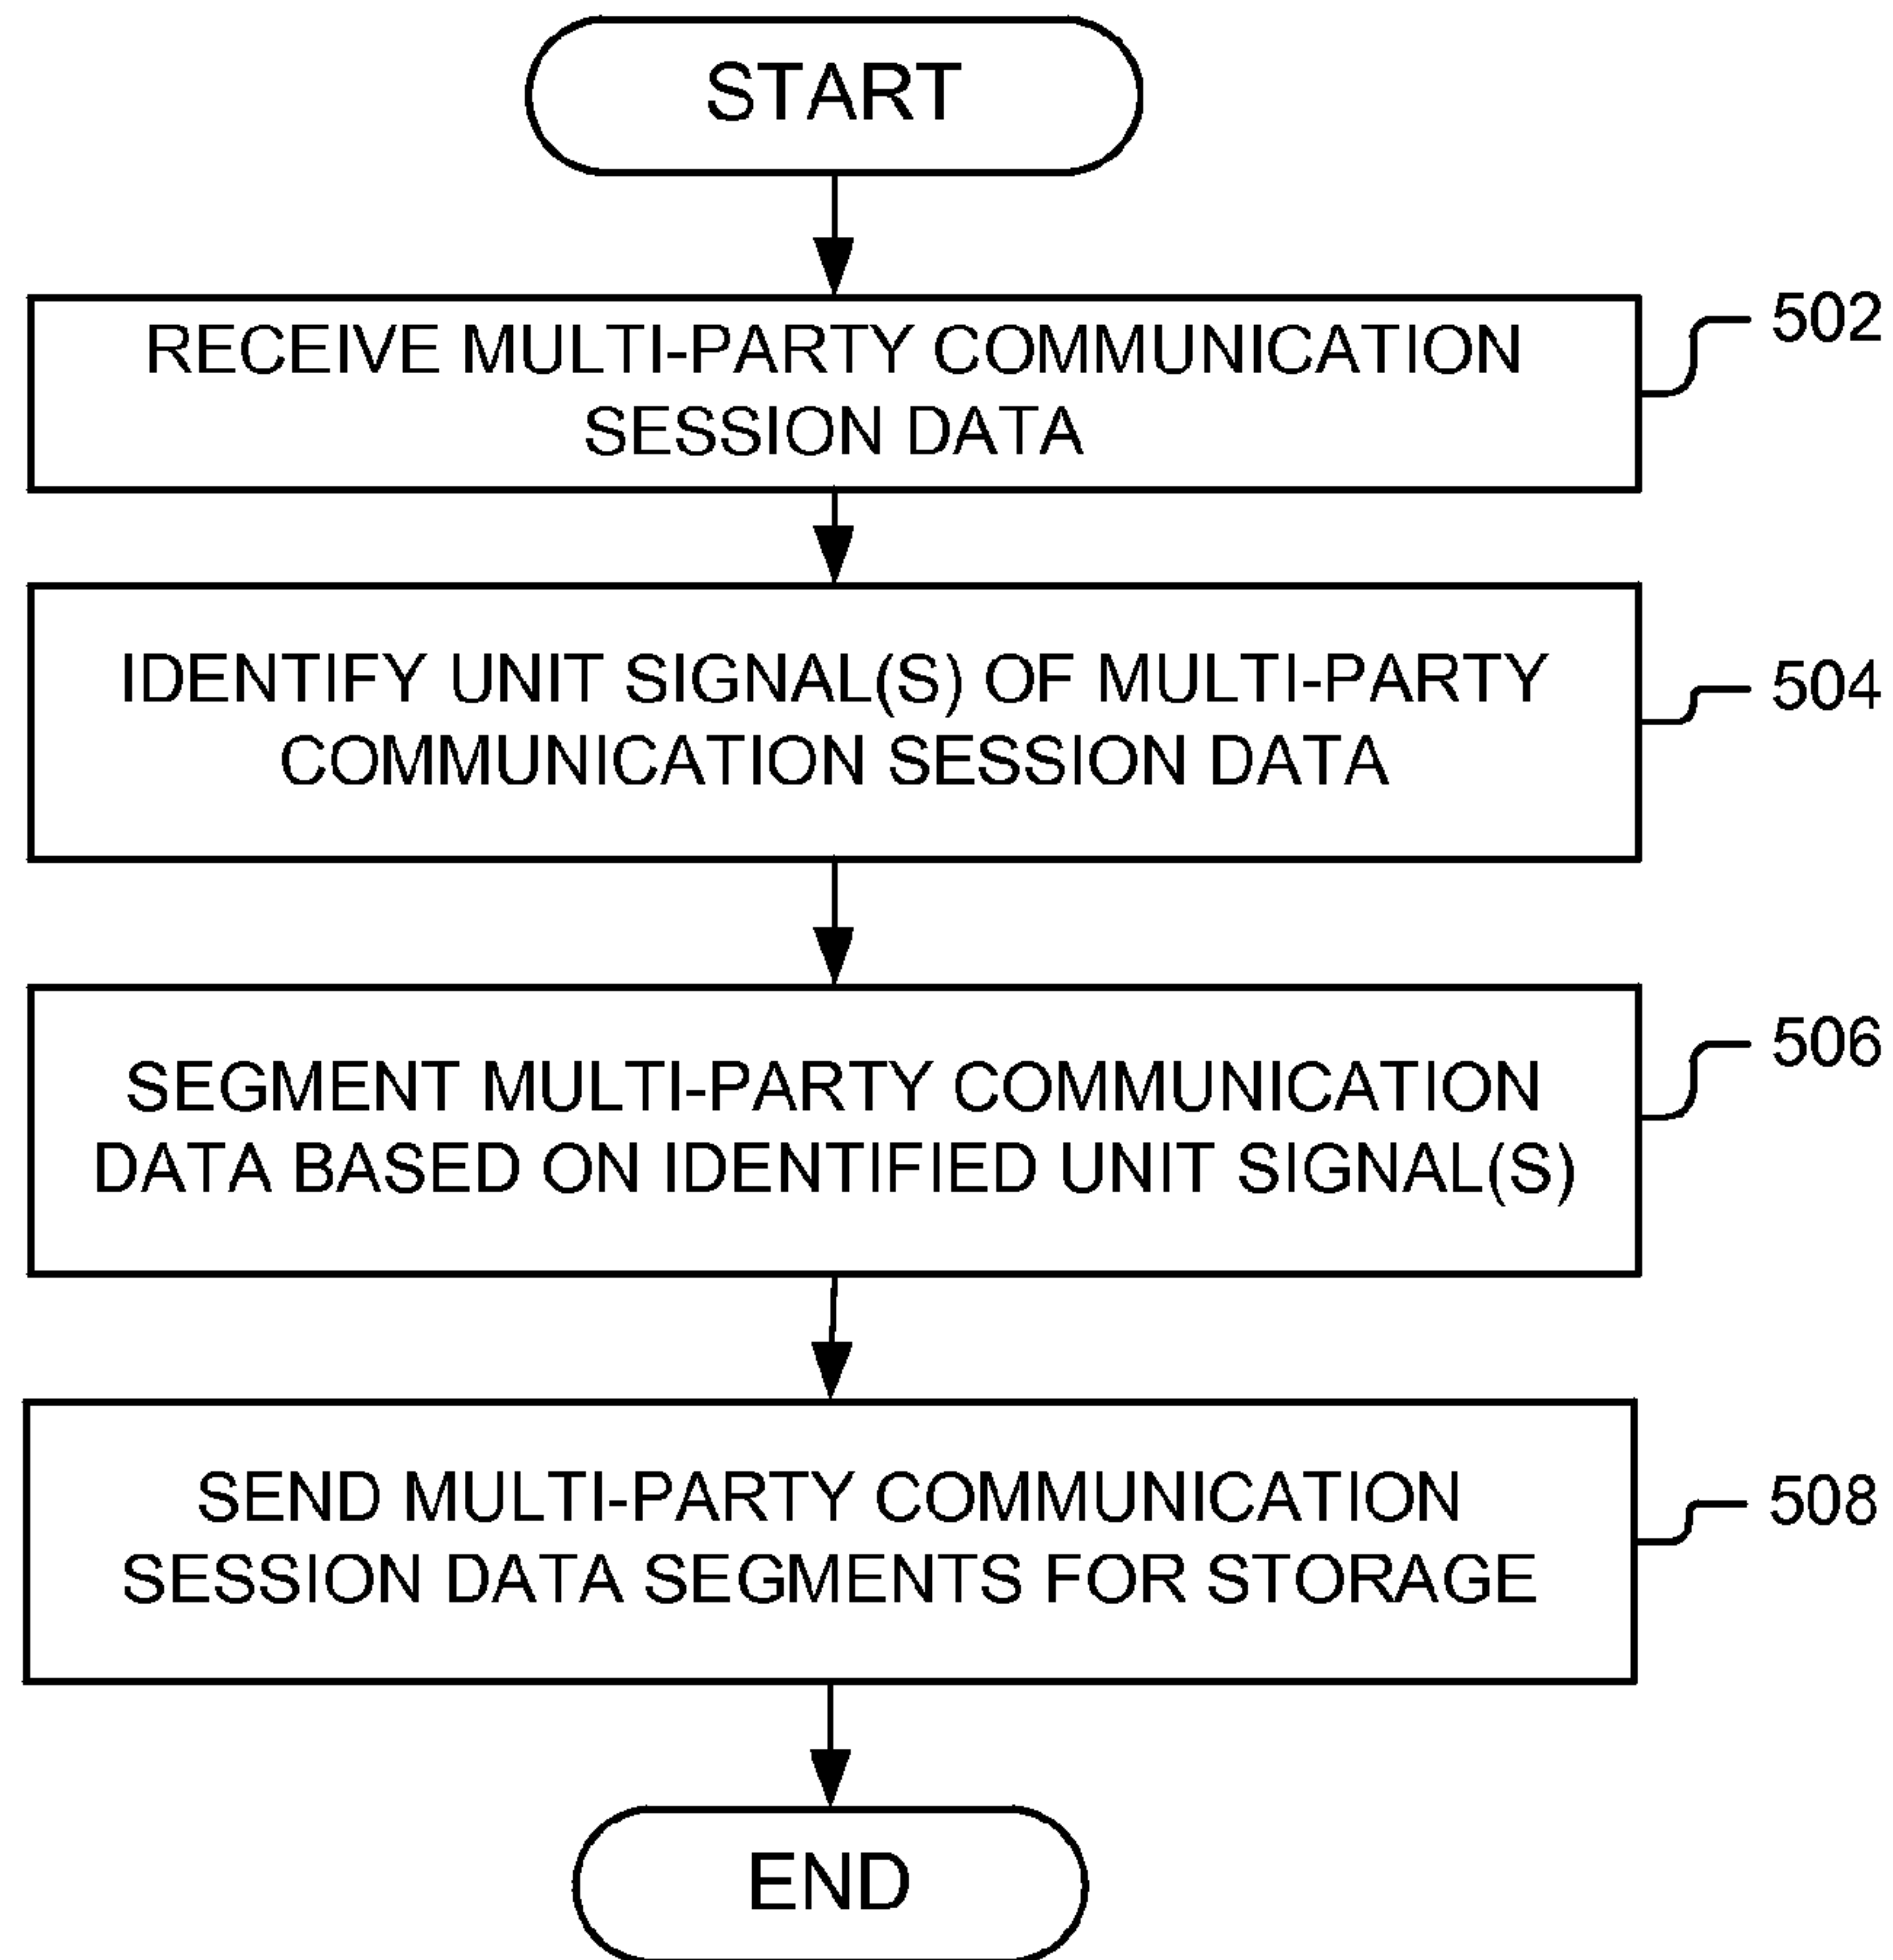 START
RECEIVE MULTI-PARTY COMMUNICATION
SESSION DATA
502
IDENTIFY UNIT SIGNAL(S) OF MULTI-PARTY
COMMUNICATION SESSION DATA
504
SEGMENT MULTI-PARTY COMMUNICATION
DATA BASED ON IDENTIFIED UNIT SIGNAL(S)
506
SEND MULTI-PARTY COMMUNICATION
SESSION DATA SEGMENTS FOR STORAGE
508
END